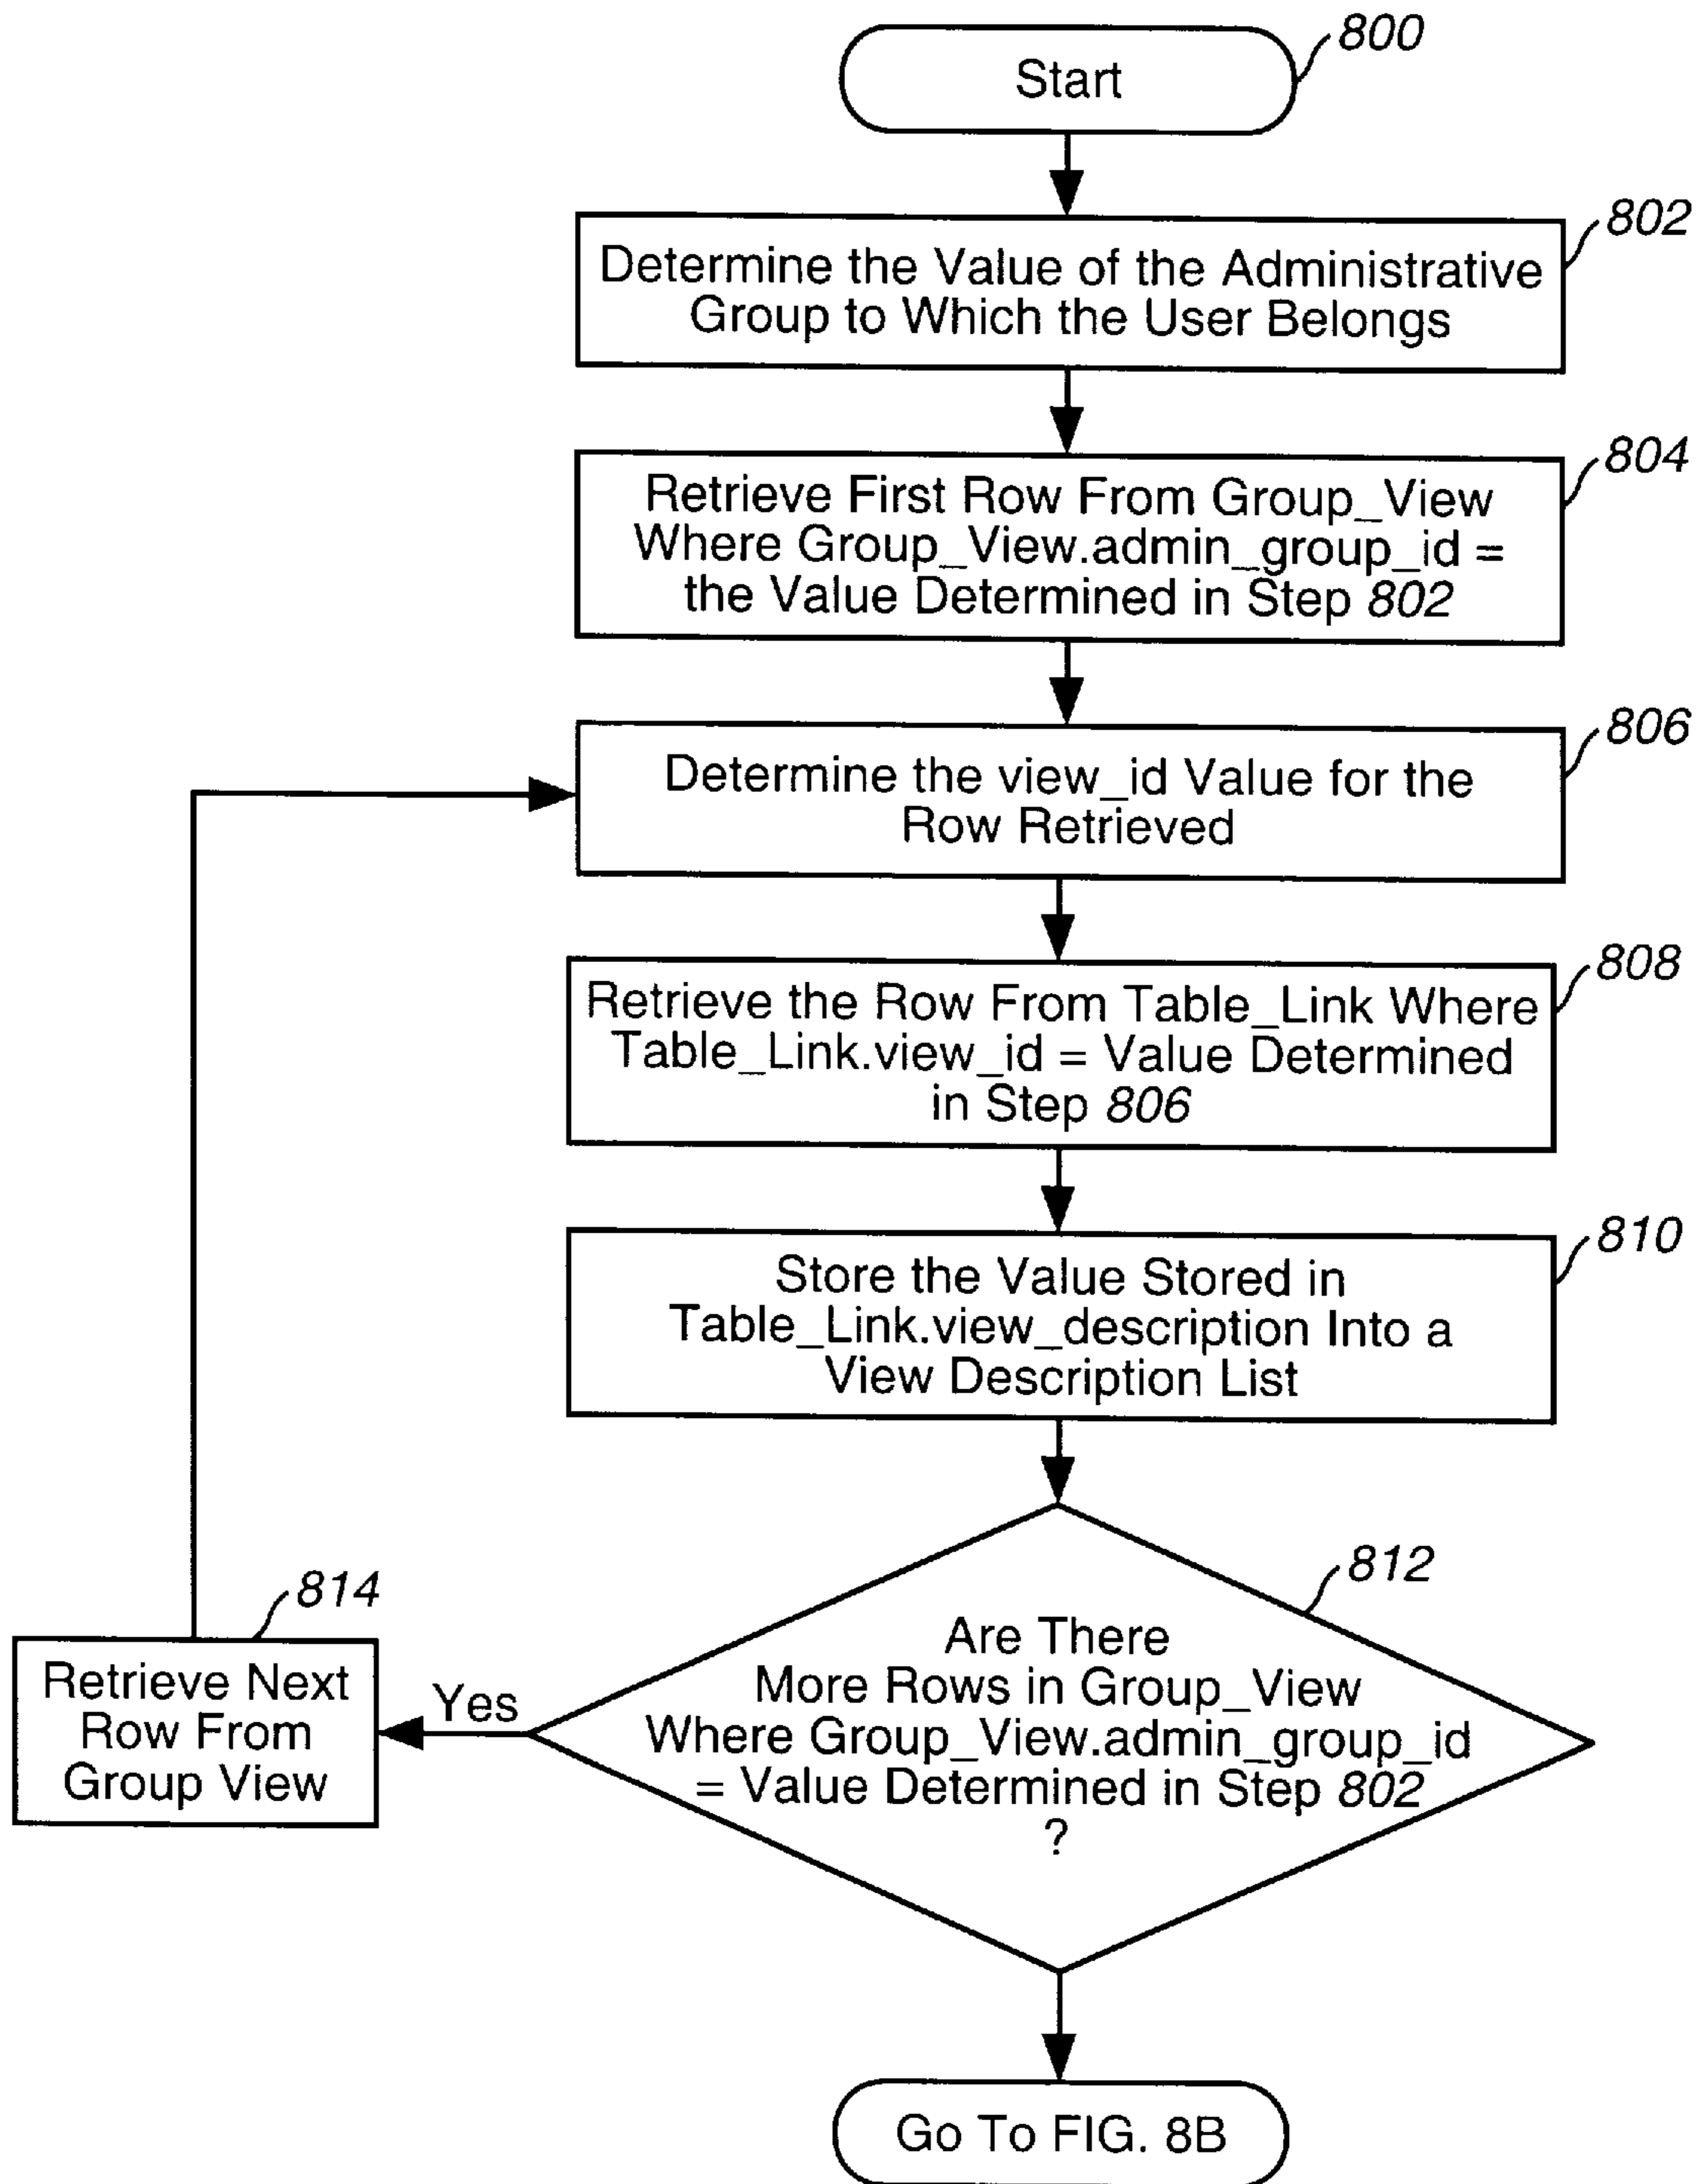 800
Start
802
Determine the Value of the Administrative
Group to Which the User Belongs
804
Retrieve First Row From Group_View
Where Group_View.admin_group_id =
the Value Determined in Step 802
806
Determine the view_id Value for the
Row Retrieved
808
Retrieve the Row From Table_Link Where
Table_Link.view_id = Value Determined
in Step 806
810
Store the Value Stored in
Table_Link.view_description Into a
View Description List
812
Are There
More Rows in Group_View
Where Group_View.admin_group_id
= Value Determined in Step 802
?
Yes
814
Retrieve Next
Row From
Group View
Go To FIG. 8B